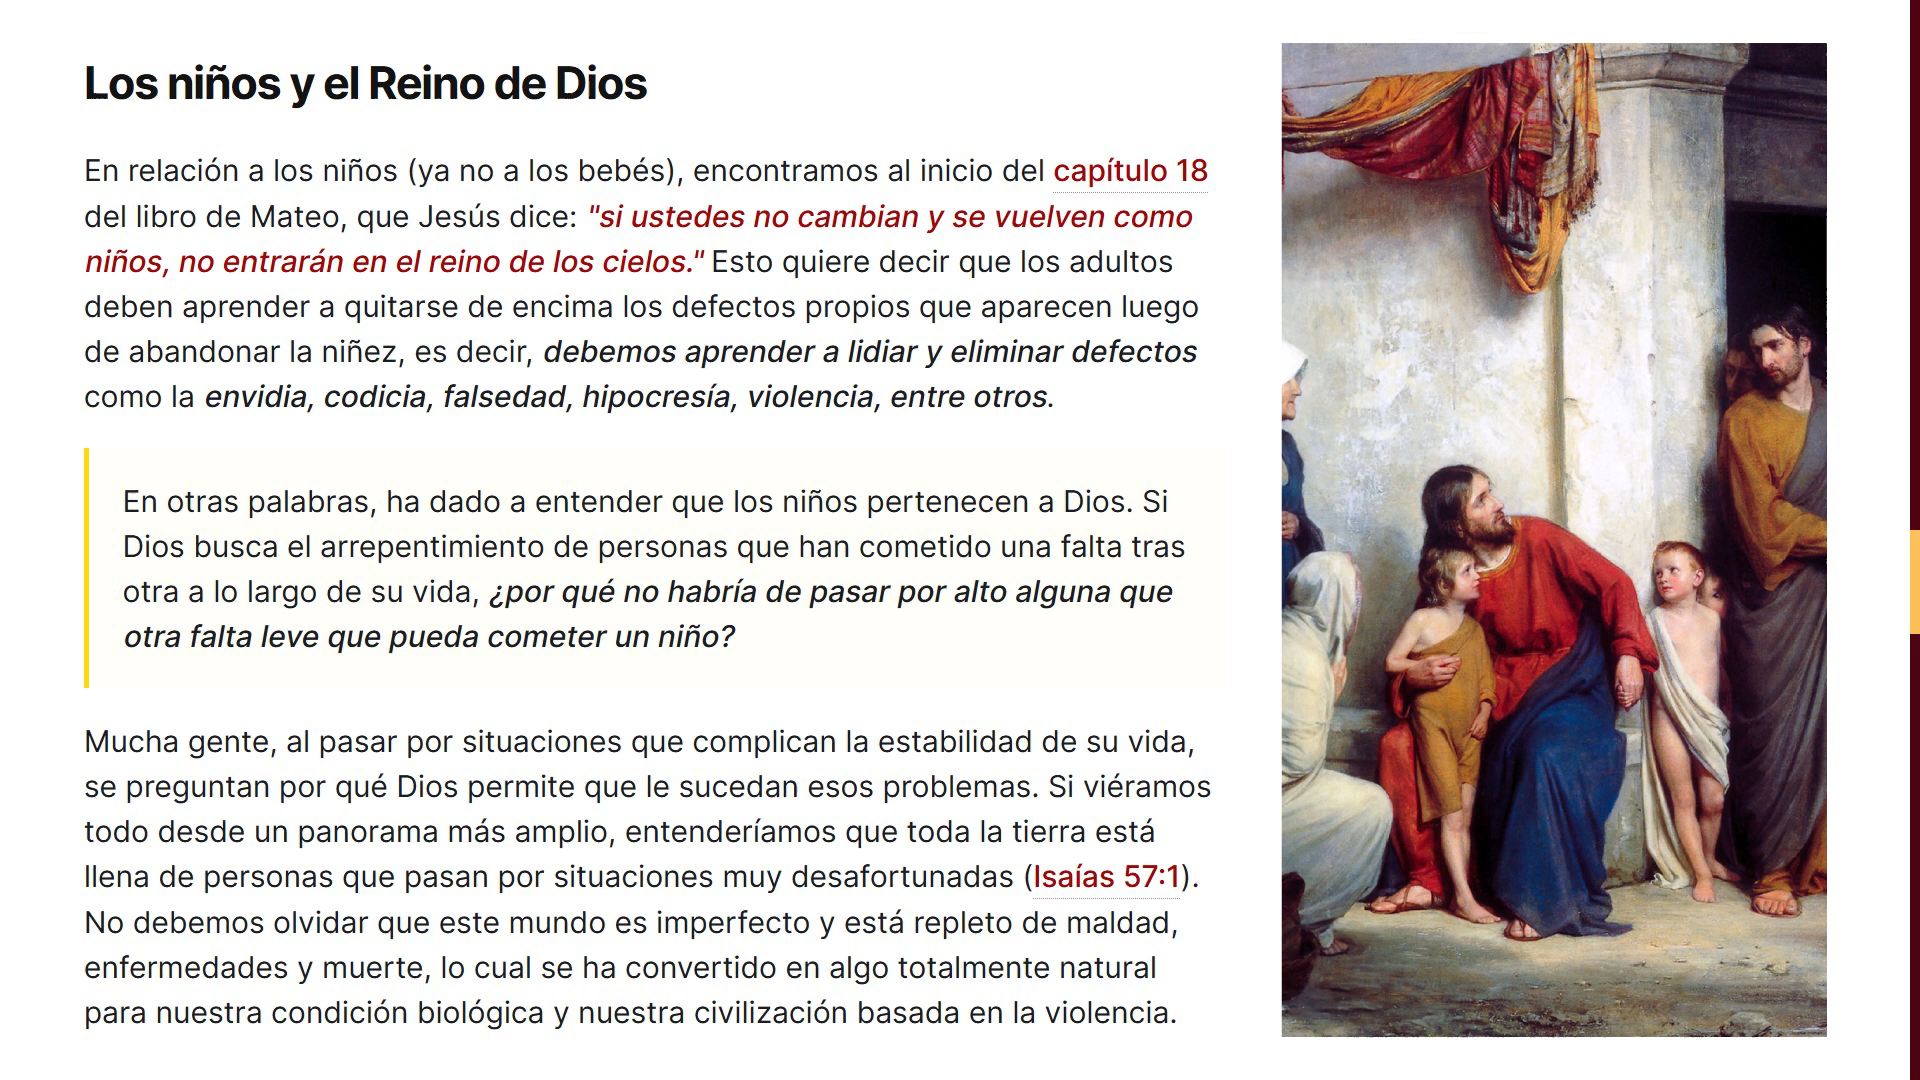 Los niños y el Reino de Dios
En relación a los niños (ya no a los bebés), encontramos al inicio del capítulo 18
del libro de Mateo, que Jesús dice: "si ustedes no cambian y se vuelven como
niños, no entrarán en el reino de los cielos." Esto quiere decir que los adultos
deben aprender a quitarse de encima los defectos propios que aparecen luego
de abandonar la niñez, es decir, debemos aprender a lidiar y eliminar defectos
como la envidia, codicia, falsedad, hipocresía, violencia, entre otros.
En otras palabras, ha dado a entender que los niños pertenecen a Dios. Si
Dios busca el arrepentimiento de personas que han cometido una falta tras
otra a lo largo de su vida, ¿por qué no habría de pasar por alto alguna que
otra falta leve que pueda cometer un niño?
Mucha gente, al pasar por situaciones que complican la estabilidad de su vida,
se preguntan por qué Dios permite que le sucedan esos problemas. Si viéramos
todo desde un panorama más amplio, entenderíamos que toda la tierra está
llena de personas que pasan por situaciones muy desafortunadas (Isaías 57:1).
No debemos olvidar que este mundo es imperfecto y está repleto de maldad,
enfermedades y muerte, lo cual se ha convertido en algo totalmente natural
para nuestra condición biológica y nuestra civilización basada en la violencia.